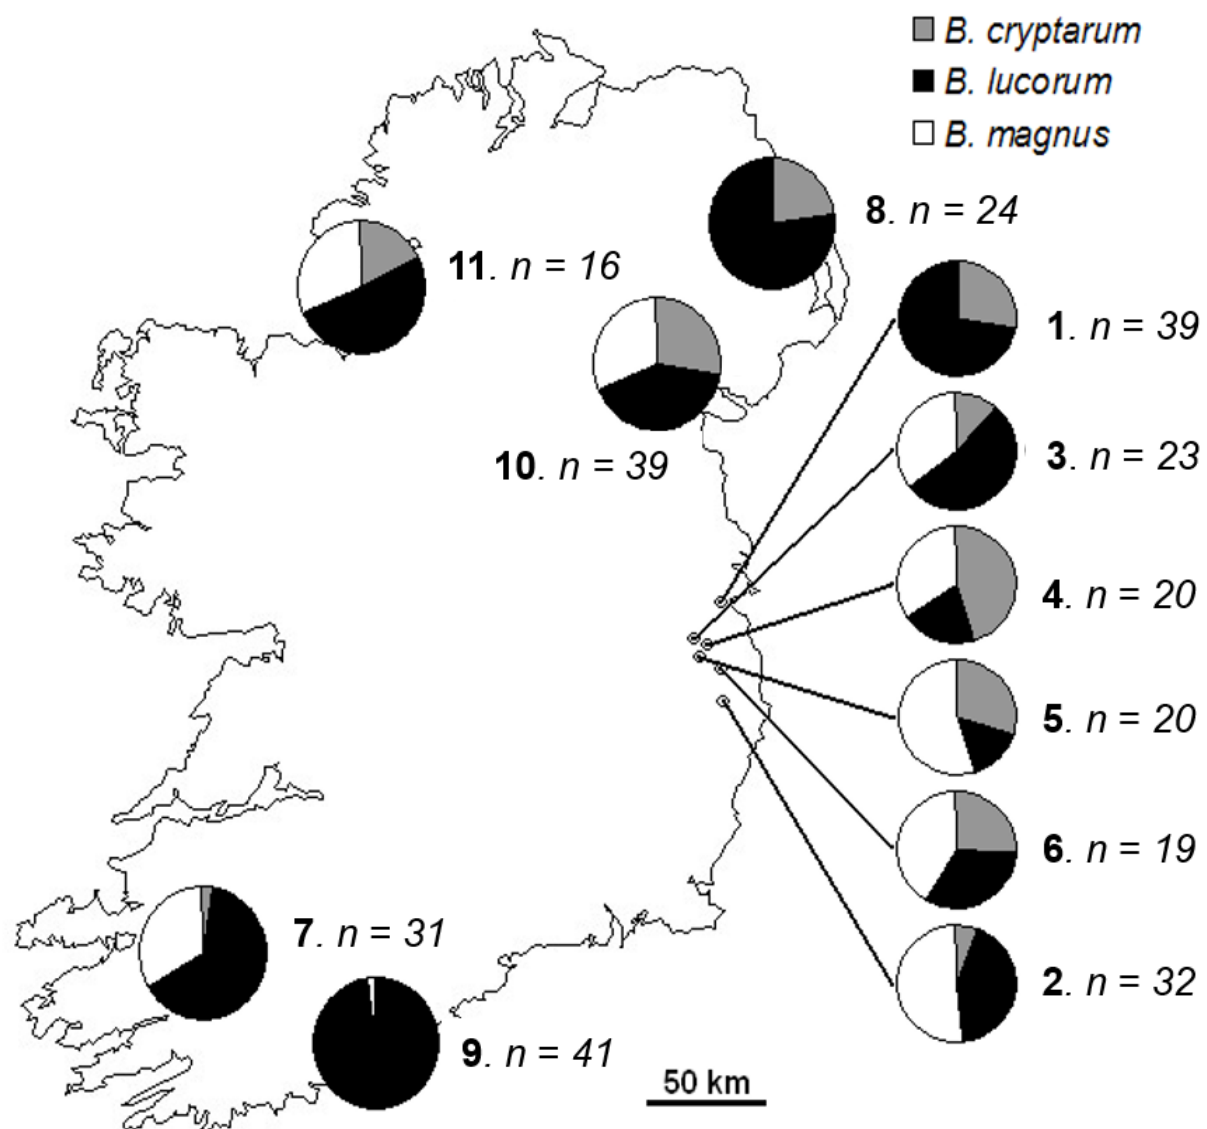 B. cryptarum
B. lucorum
B. magnus
8. n = 24
11. n = 16
1. n = 39
10. n = 39
3. n = 23
4. n = 20
5. n = 20
6. n = 19
7. n = 31
2. n = 32
9. n = 41
50 km